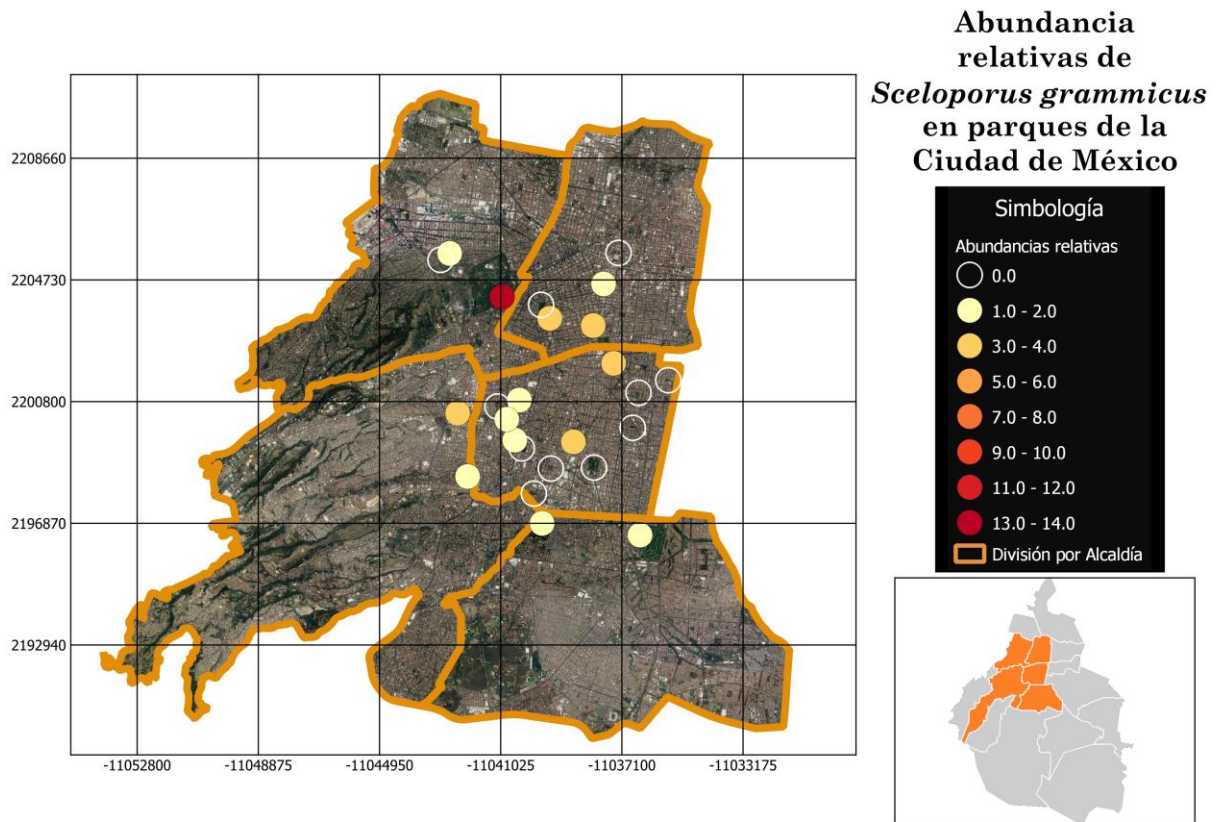 Abundancia
relativas de
Sceloporus grammicus
en parques de la
Ciudad de México
2208660
2204730
2200800
2196870
2192940
-11052800
-11048875
-11044950
-11041025
-11037100
-11033175
Simbología
Abundancias relativas
0.0
1.0 - 2.0
3.0 - 4.0
5.0 - 6.0
7.0 - 8.0
9.0 - 10.0
11.0 - 12.0
13.0 - 14.0
División por Alcaldía